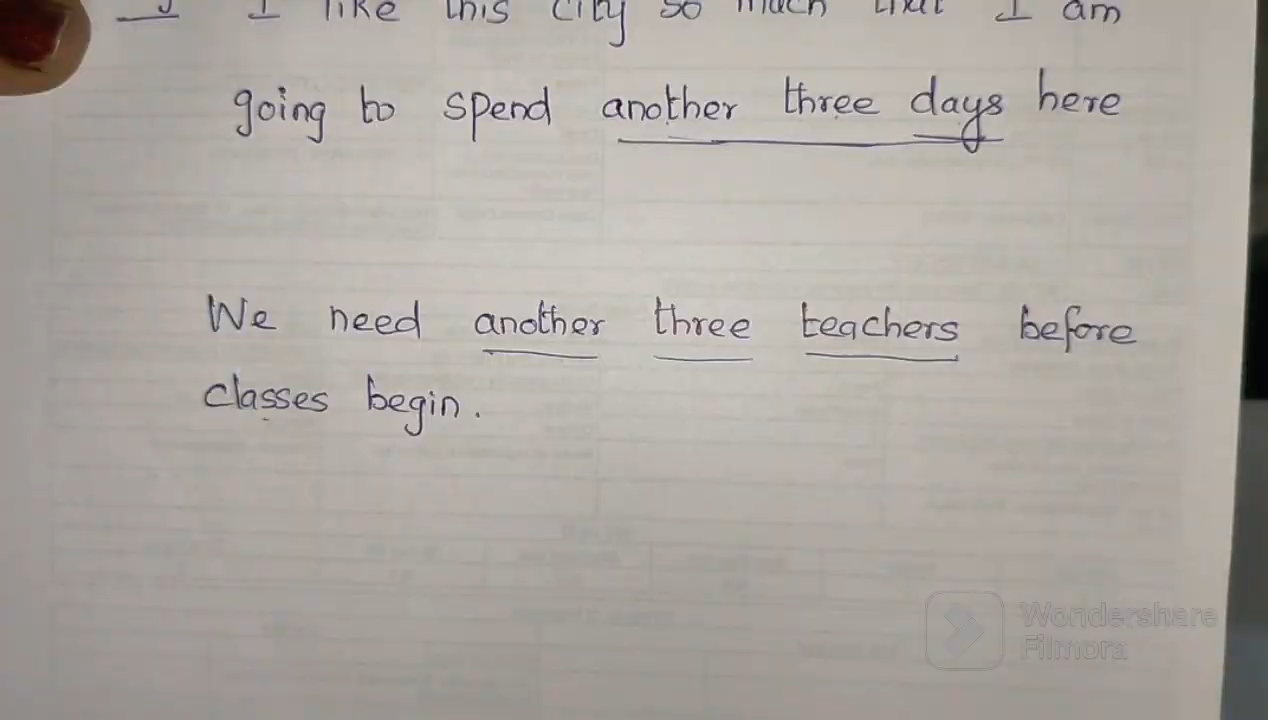 I like this city so much that I am
going to spend another three days here
We need another three teachers before
classes begin.
Wondershare
Filmora